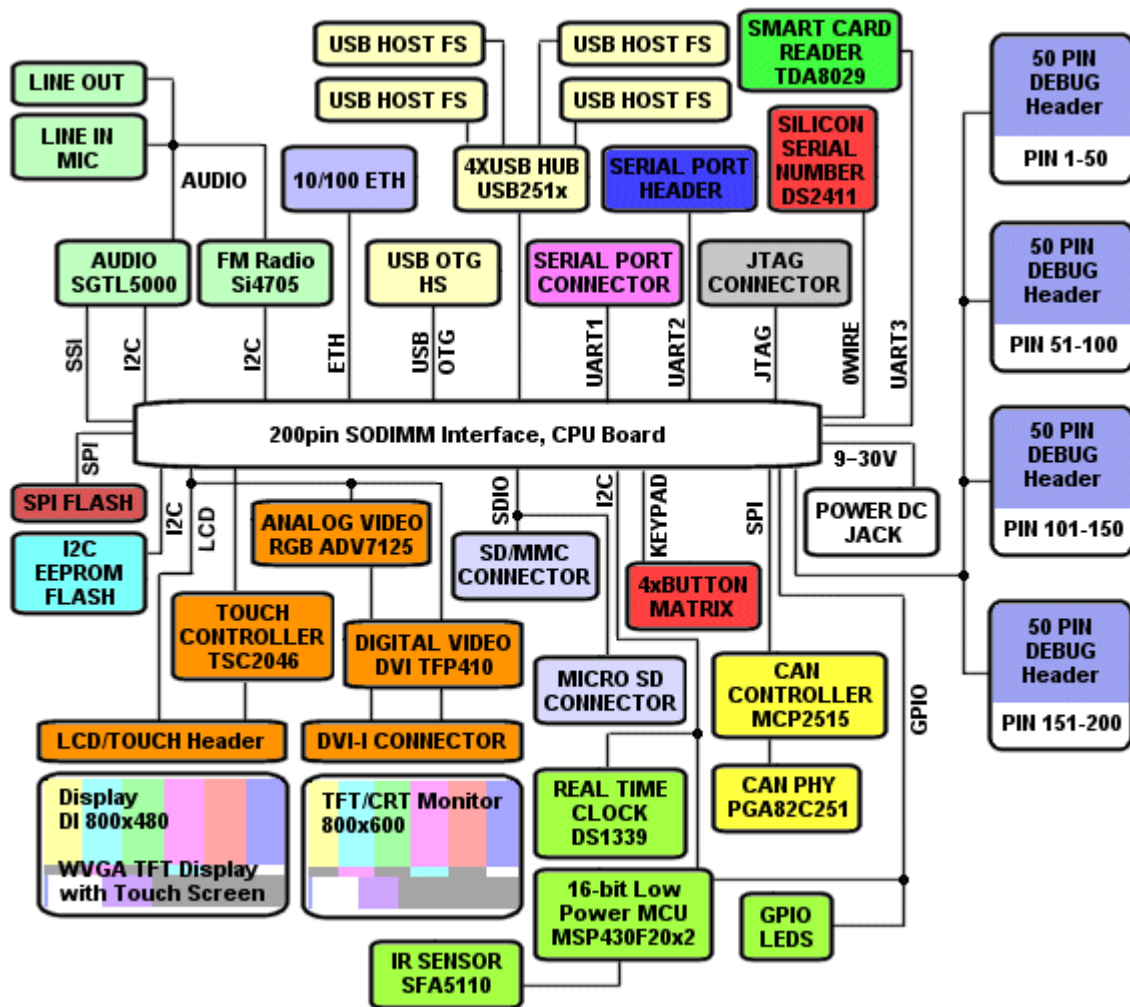 USB HOST FS
USB HOST FS
SMART CARD
READER
TDA8029
50 PIN
DEBUG
Header
PIN 1-50
LINE OUT
USB HOST FS
USB HOST FS
LINE IN
MIC
AUDIO
10/100 ETH
4XUSB HUB
USB251x
SERIAL PORT
HEADER
SILICON
SERIAL
NUMBER
DS2411
AUDIO
SGTL5000
FM Radio
Si4705
USB OTG
HS
SERIAL PORT
CONNECTOR
JTAG
CONNECTOR
50 PIN
DEBUG
Header
PIN 51-100
SSI
I2C
I2C
ETH
USB
OTG
UART1
UART2
JTAG
0WIRE
UART3
200pin SODIMM Interface, CPU Board
50 PIN
DEBUG
Header
PIN 101-150
SPI
I2C
LCD
SDIO
I2C
KEYPAD
SPI
9-30V
SPI FLASH
I2C
EEPROM
FLASH
ANALOG VIDEO
RGB ADV7125
SD/MMC
CONNECTOR
4xBUTTON
MATRIX
POWER DC
JACK
TOUCH
CONTROLLER
TSC2046
DIGITAL VIDEO
DVI TFP410
MICRO SD
CONNECTOR
CAN
CONTROLLER
MCP2515
GPIO
50 PIN
DEBUG
Header
PIN 151-200
LCD/TOUCH Header
DVI-I CONNECTOR
Display
DI 800x480
WVGA TFT Display
with Touch Screen
TFT/CRT Monitor
800x600
REAL TIME
CLOCK
DS1339
CAN PHY
PGA82C251
16-bit Low
Power MCU
MSP430F20x2
GPIO
LEDS
IR SENSOR
SFA5110